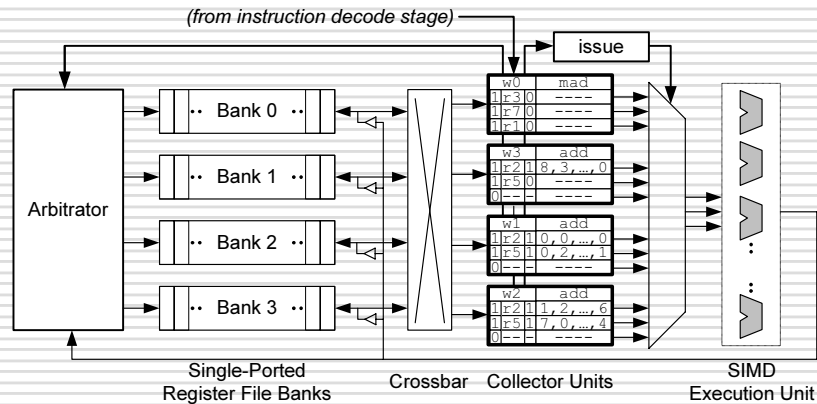 (from instruction decode stage)
issue
w0 mad
1 r3 0 ----
1 r7 0 ----
1 r1 0 ----
w3 add
1 r2 1 8,3,…,0
1 r5 0 ----
0 -- - ----
w1 add
1 r2 1 0,0,…,0
1 r5 1 0,2,…,1
0 -- - ----
w2 add
1 r2 1 1,2,…,6
1 r5 1 7,0,…,4
0 -- - ----
Arbitrator
Bank 0
Bank 1
Bank 2
Bank 3
Single-Ported
Register File Banks
Crossbar
Collector Units
SIMD
Execution Unit